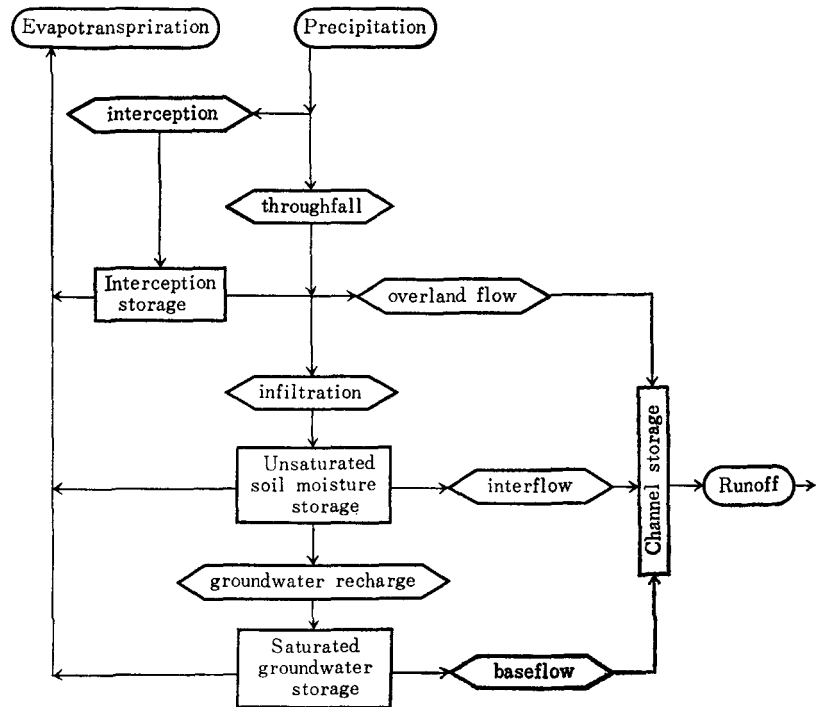 Evapotranspriration
Precipitation
interception
throughfall
Interception
storage
overland flow
infiltration
Unsaturated
soil moisture
storage
interflow
Channel storage
Runoff
groundwater recharge
Saturated
groundwater
storage
baseflow